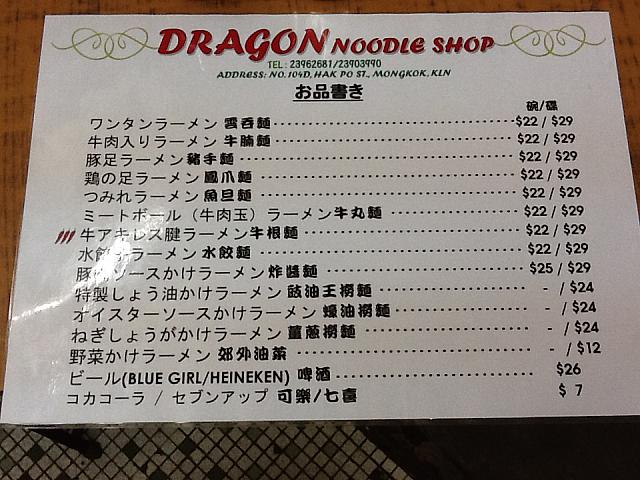 DRAGON NOODLE SHOP
TEL: 23962681/23903990
ADDRESS: NO. 104D, HAK PO ST., MONGKOK, KLN
お品書き
碗/碟
ワンタンラーメン 雲吞麵 $22 / $29
牛肉入りラーメン 牛腩麵 $22 / $29
豚足ラーメン 豬手麵 $22 / $29
鶏の足ラーメン 鳳爪麵 $22 / $29
つみれラーメン 魚旦麵 $22 / $29
ミートボール（牛肉玉）ラーメン牛丸麵 $22 / $29
牛アキレス腱ラーメン牛根麵 $22 / $29
水餃子ラーメン 水餃麵 $22 / $29
豚肉ソースかけラーメン 炸醬麵 $25 / $29
特製しょう油かけラーメン 豉油王撈麵 - / $24
オイスターソースかけラーメン 蠔油撈麵 - / $24
ねぎしょうがかけラーメン 薑蔥撈麵 - / $24
野菜かけラーメン 郊外油菜 - / $12
ビール(BLUE GIRL/HEINEKEN) 啤酒 $26
コカコーラ / セブンアップ 可樂/七喜 $ 7